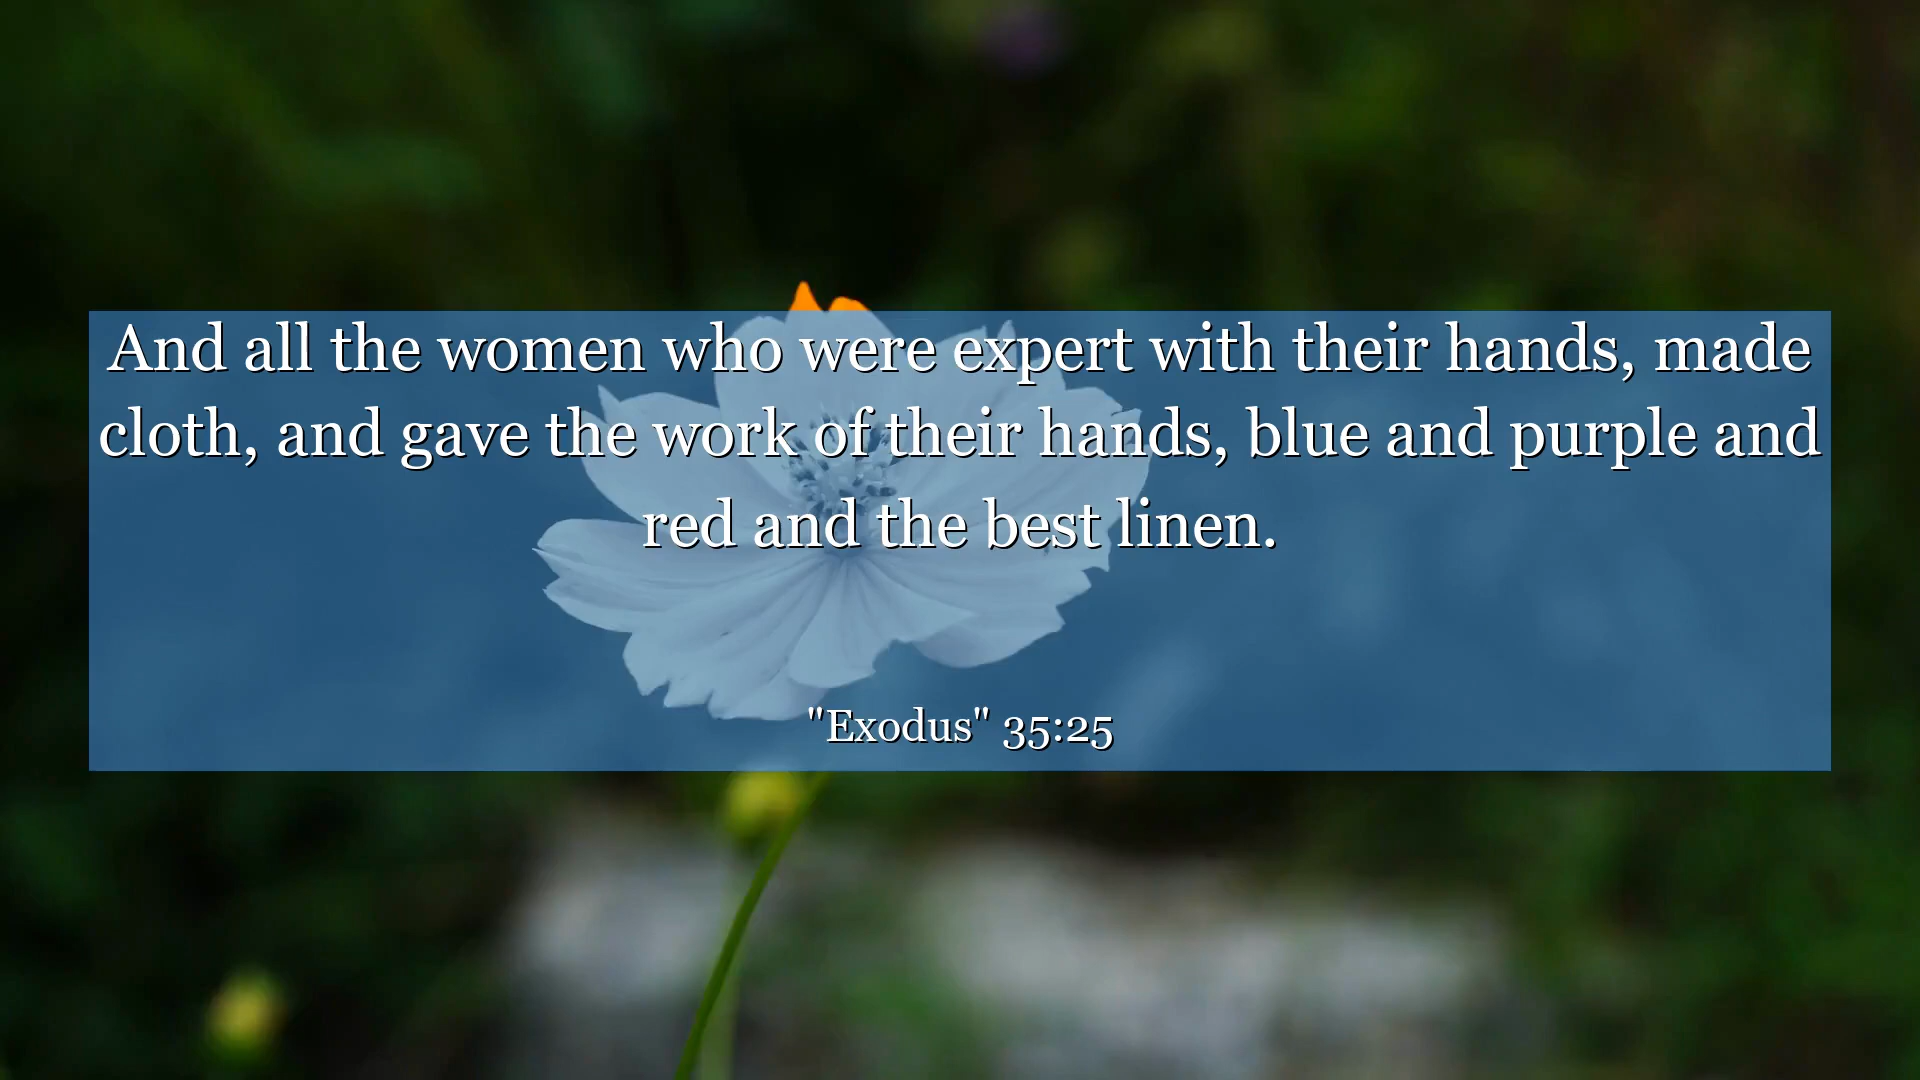 And all the women who were expert with their hands, made
cloth, and gave the work of their hands, blue and purple and
red and the best linen.
"Exodus" 35:25